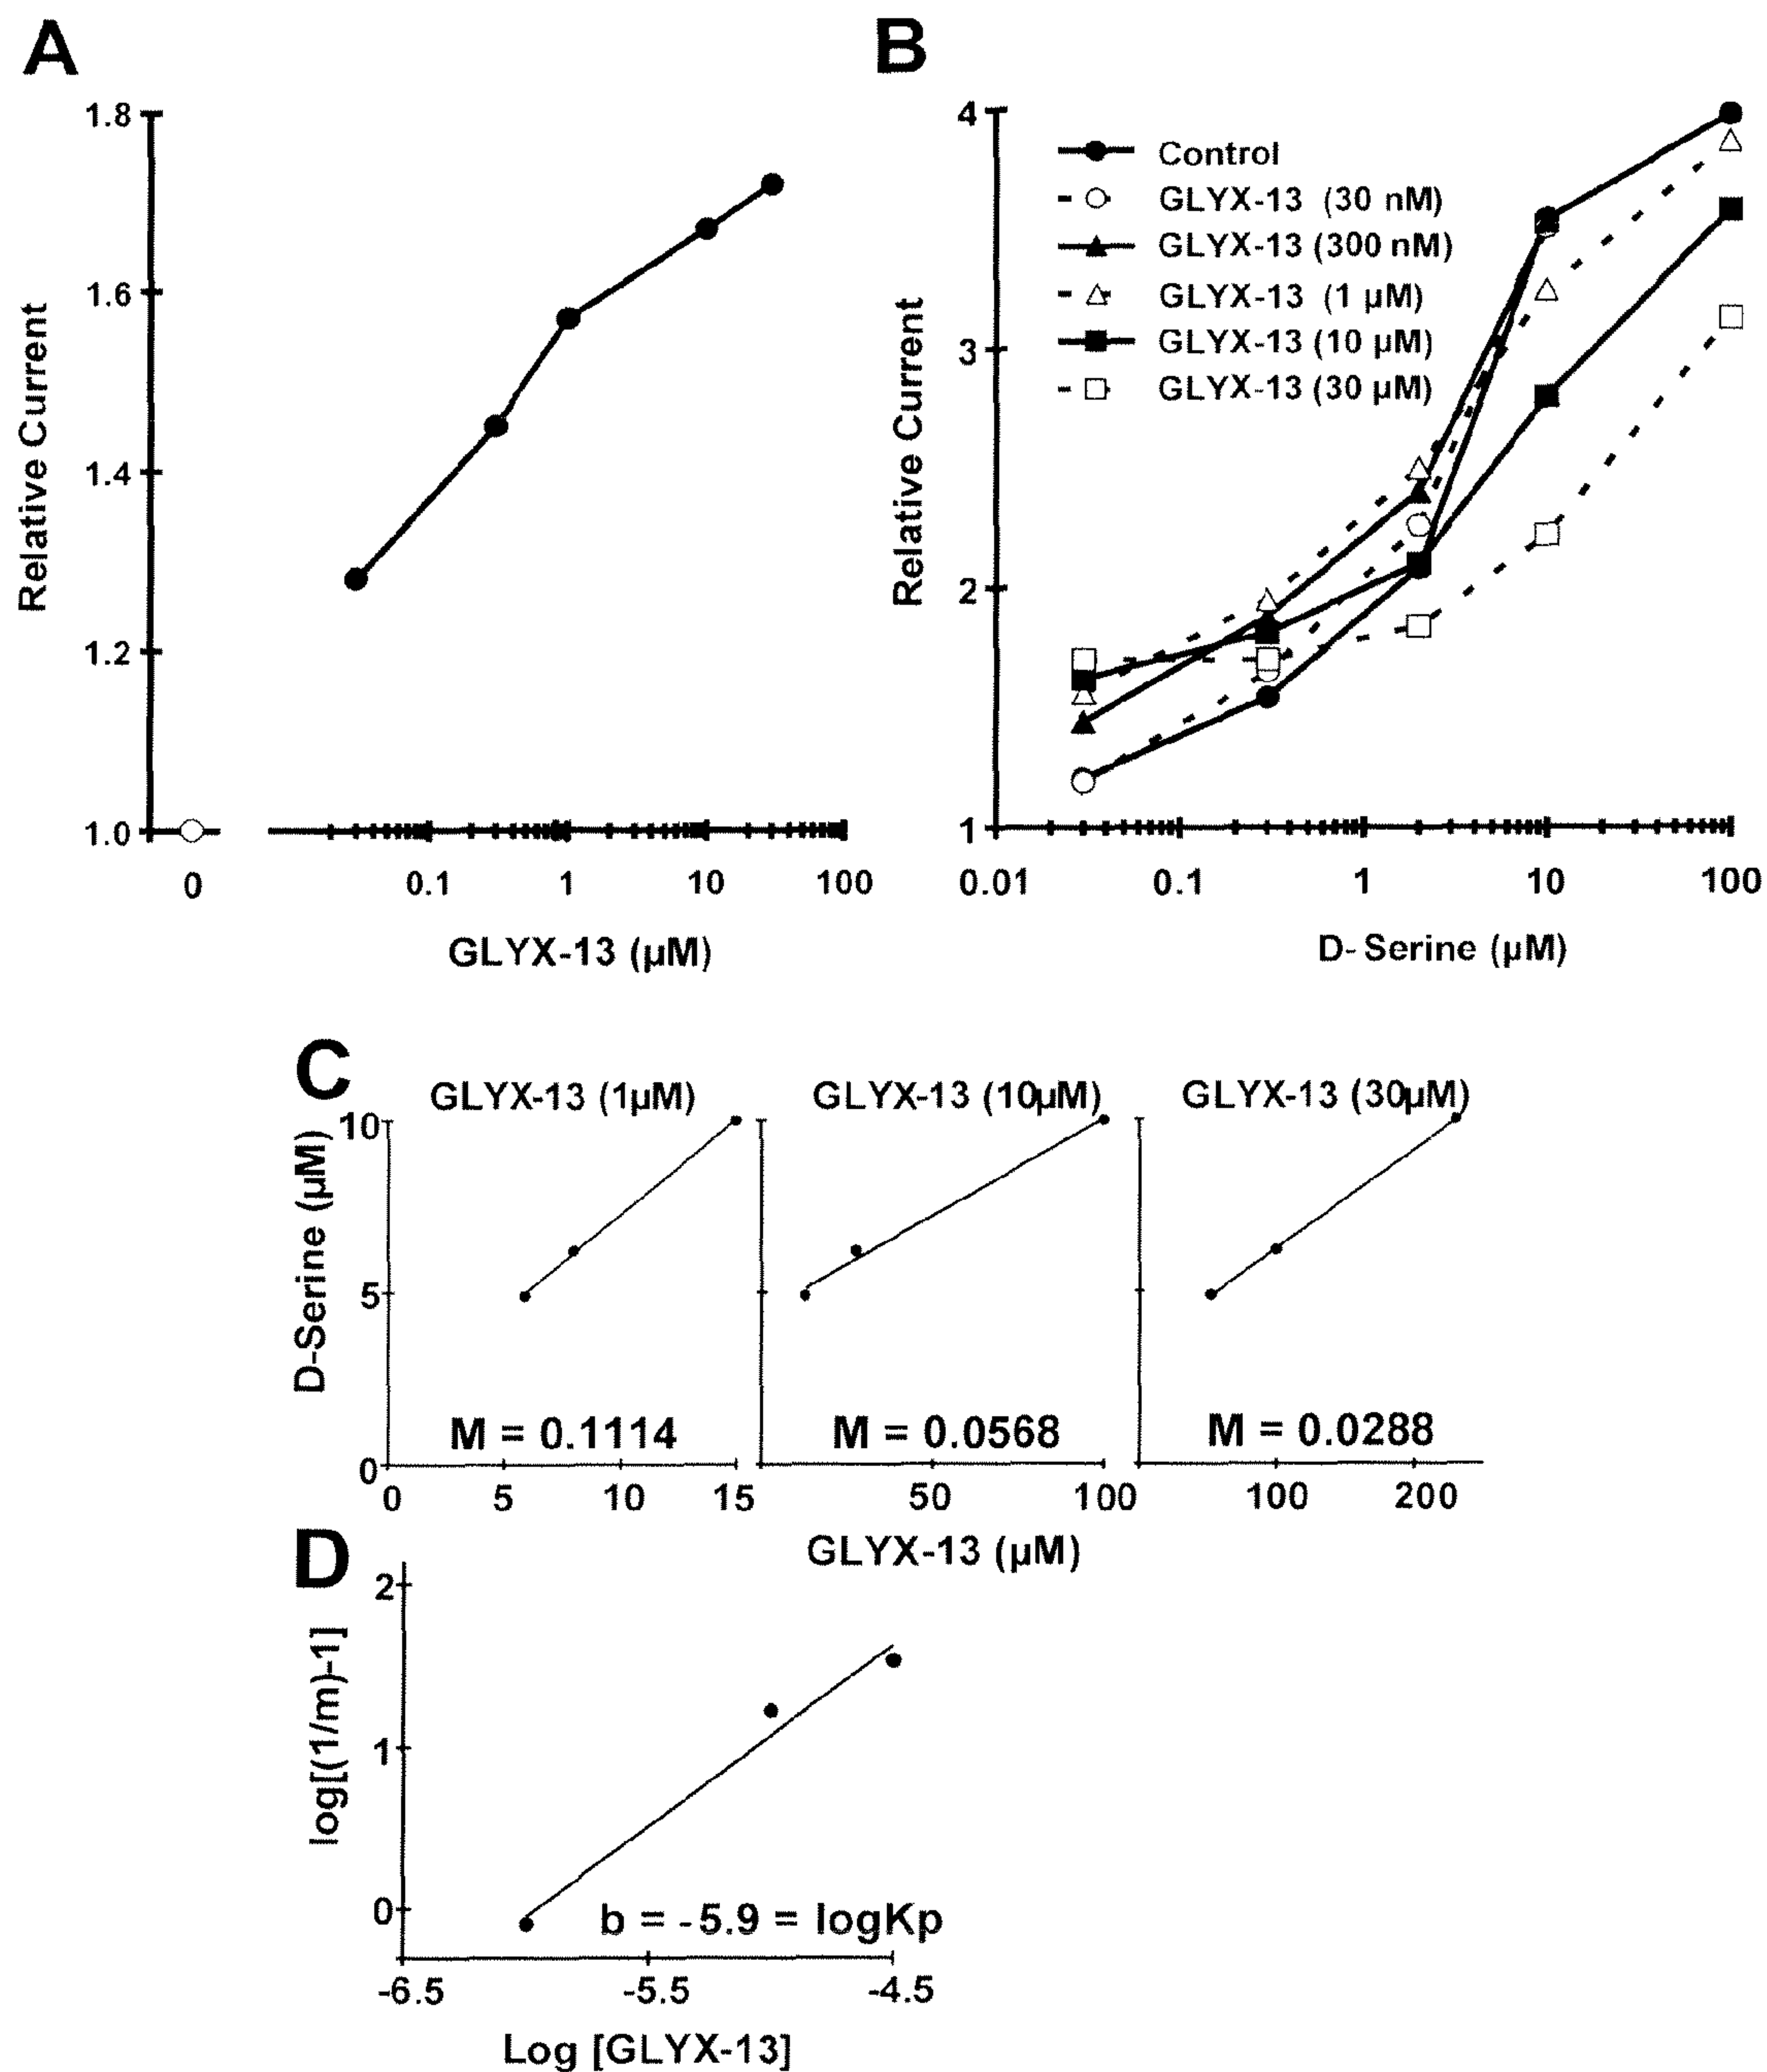 A
Relative Current
1.8
1.6
1.4
1.2
1.0
0
0.1
1
10
100
GLYX-13 (µM)
B
Relative Current
4
3
2
1
Control
GLYX-13 (30 nM)
GLYX-13 (300 nM)
GLYX-13 (1 µM)
GLYX-13 (10 µM)
GLYX-13 (30 µM)
0.01
0.1
1
10
100
D-Serine (µM)
C
D-Serine (µM)
10
5
0
GLYX-13 (1µM)
M = 0.1114
0
5
10
15
GLYX-13 (10µM)
M = 0.0568
50
100
GLYX-13 (30µM)
M = 0.0288
100
200
GLYX-13 (µM)
D
log[(1/m)-1]
2
1
0
b = -5.9 = logKp
-6.5
-5.5
-4.5
Log [GLYX-13]